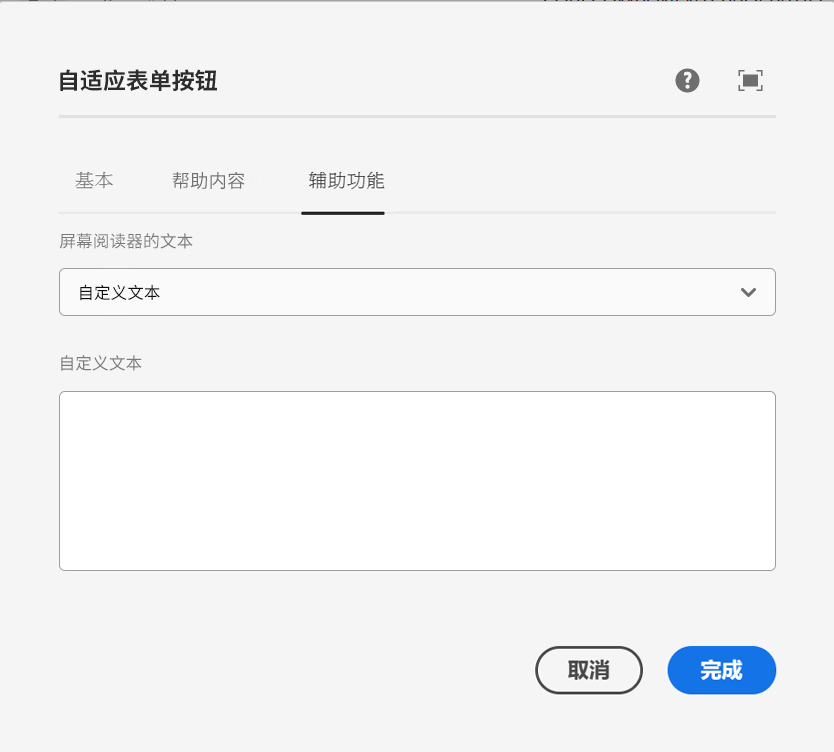 自适应表单按钮
基本 帮助内容 辅助功能
屏幕阅读器的文本
自定义文本
自定义文本
取消 完成